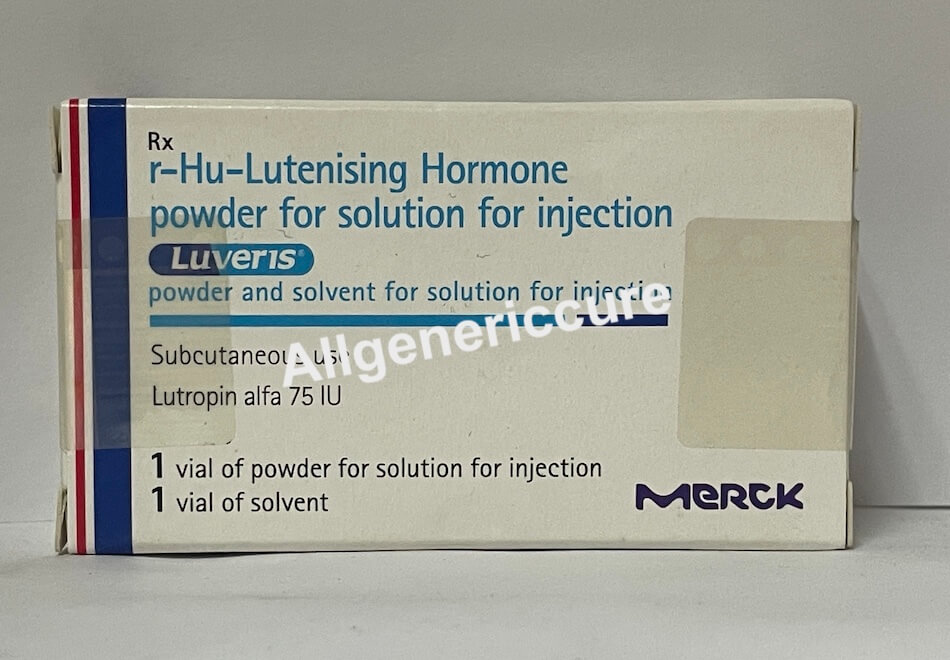 Rx
r-Hu-Lutenising Hormone
powder for solution for injection
Luveris®
powder and solvent for solution for injection
Allgenericcure
Subcutaneous use
Lutropin alfa 75 IU
1 vial of powder for solution for injection
1 vial of solvent
MERCK